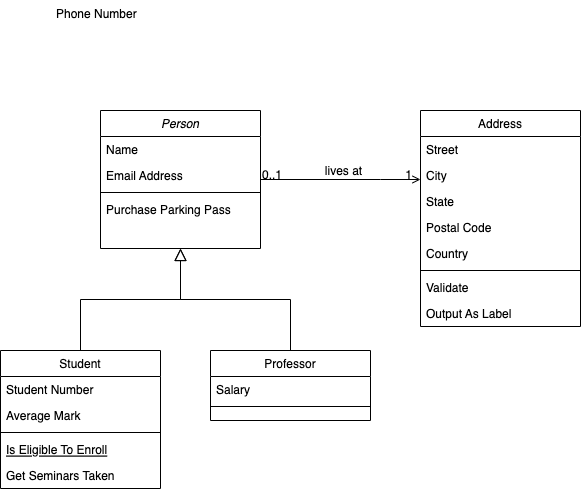 Phone Number
Person
Name
Email Address
Purchase Parking Pass
0..1
lives at
1
Address
Street
City
State
Postal Code
Country
Validate
Output As Label
Student
Student Number
Average Mark
Is Eligible To Enroll
Get Seminars Taken
Professor
Salary